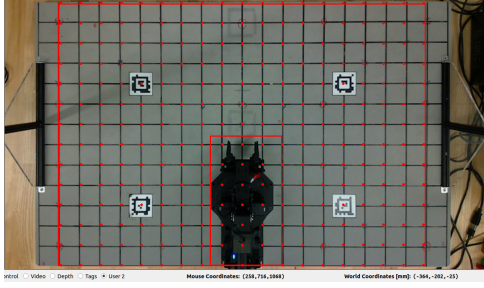 ontrol Video Depth Tags User 2 Mouse Coordinates: (258,716,1068) World Coordinates [mm]: (-364,-202,-25)